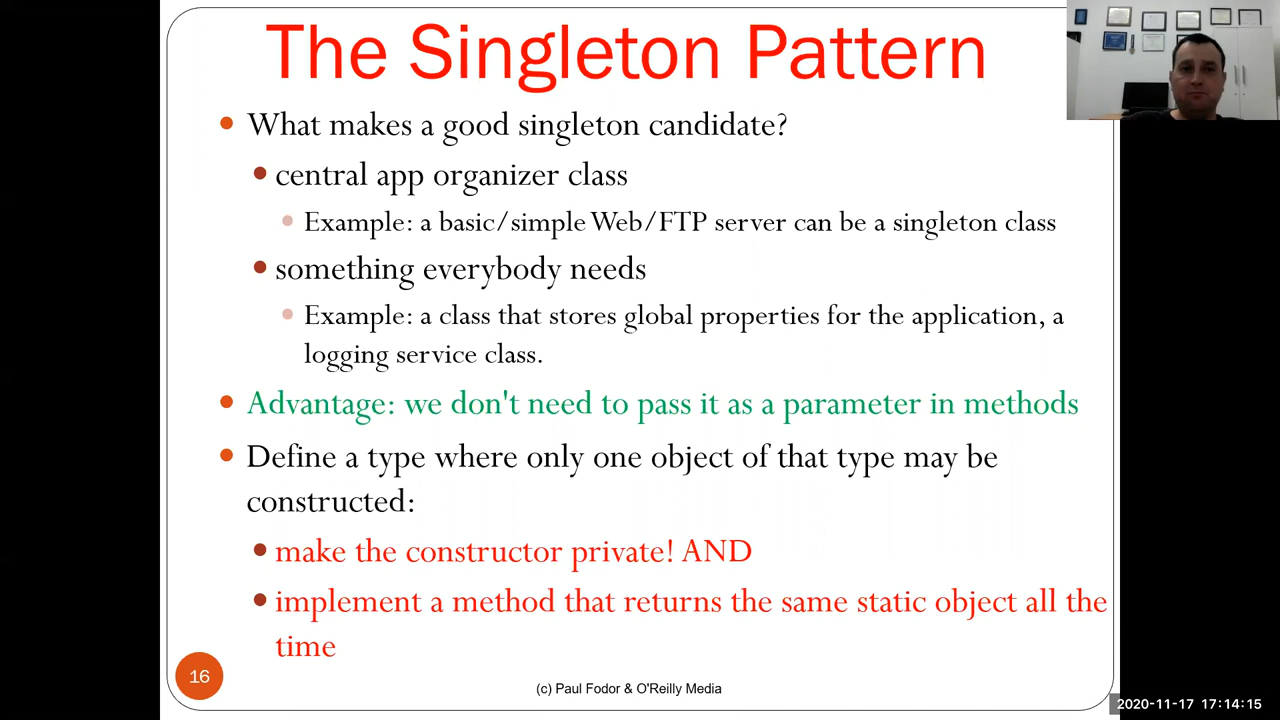 The Singleton Pattern
What makes a good singleton candidate?
central app organizer class
Example: a basic/simple Web/FTP server can be a singleton class
something everybody needs
Example: a class that stores global properties for the application, a
logging service class.
Advantage: we don't need to pass it as a parameter in methods
Define a type where only one object of that type may be
constructed:
make the constructor private! AND
implement a method that returns the same static object all the
time
16
(c) Paul Fodor & O'Reilly Media
2020-11-17 17:14:15